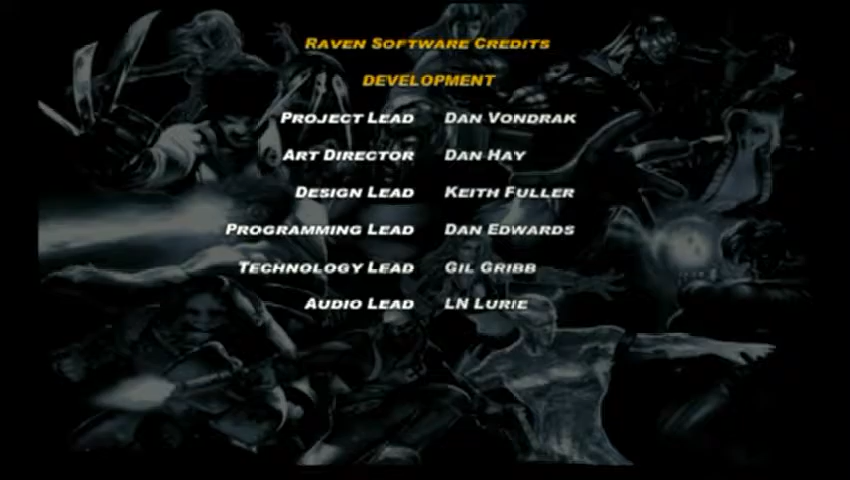 Raven Software Credits
DEVELOPMENT
Project Lead Dan Vondrak
Art Director Dan Hay
Design Lead Keith Fuller
Programming Lead Dan Edwards
Technology Lead Gil Gribb
Audio Lead LN Lurie